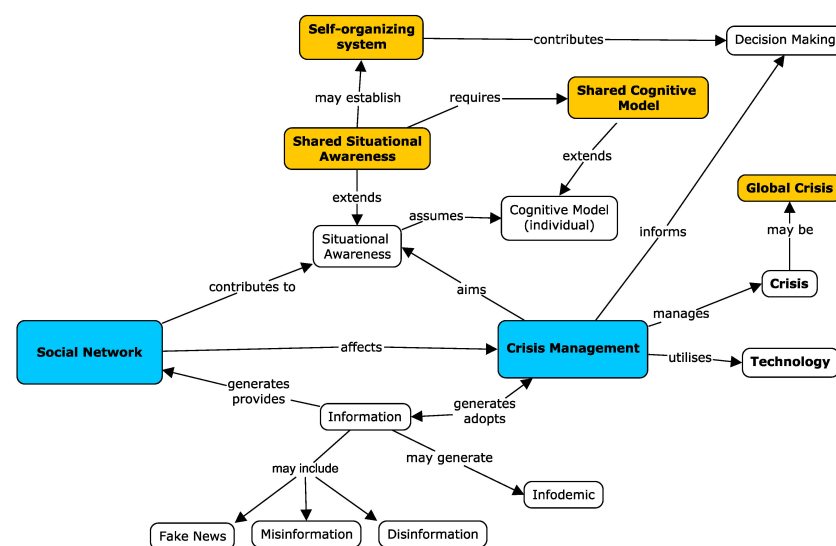 Self-organizing
system
contributes
Decision Making
may establish
requires
Shared Cognitive
Model
Shared Situational
Awareness
extends
extends
Global Crisis
assumes
Cognitive Model
(individual)
may be
Situational
Awareness
informs
contributes to
aims
Crisis
manages
Social Network
affects
Crisis Management
utilises
Technology
generates
provides
Information
generates
adopts
may include
may generate
Infodemic
Fake News
Misinformation
Disinformation